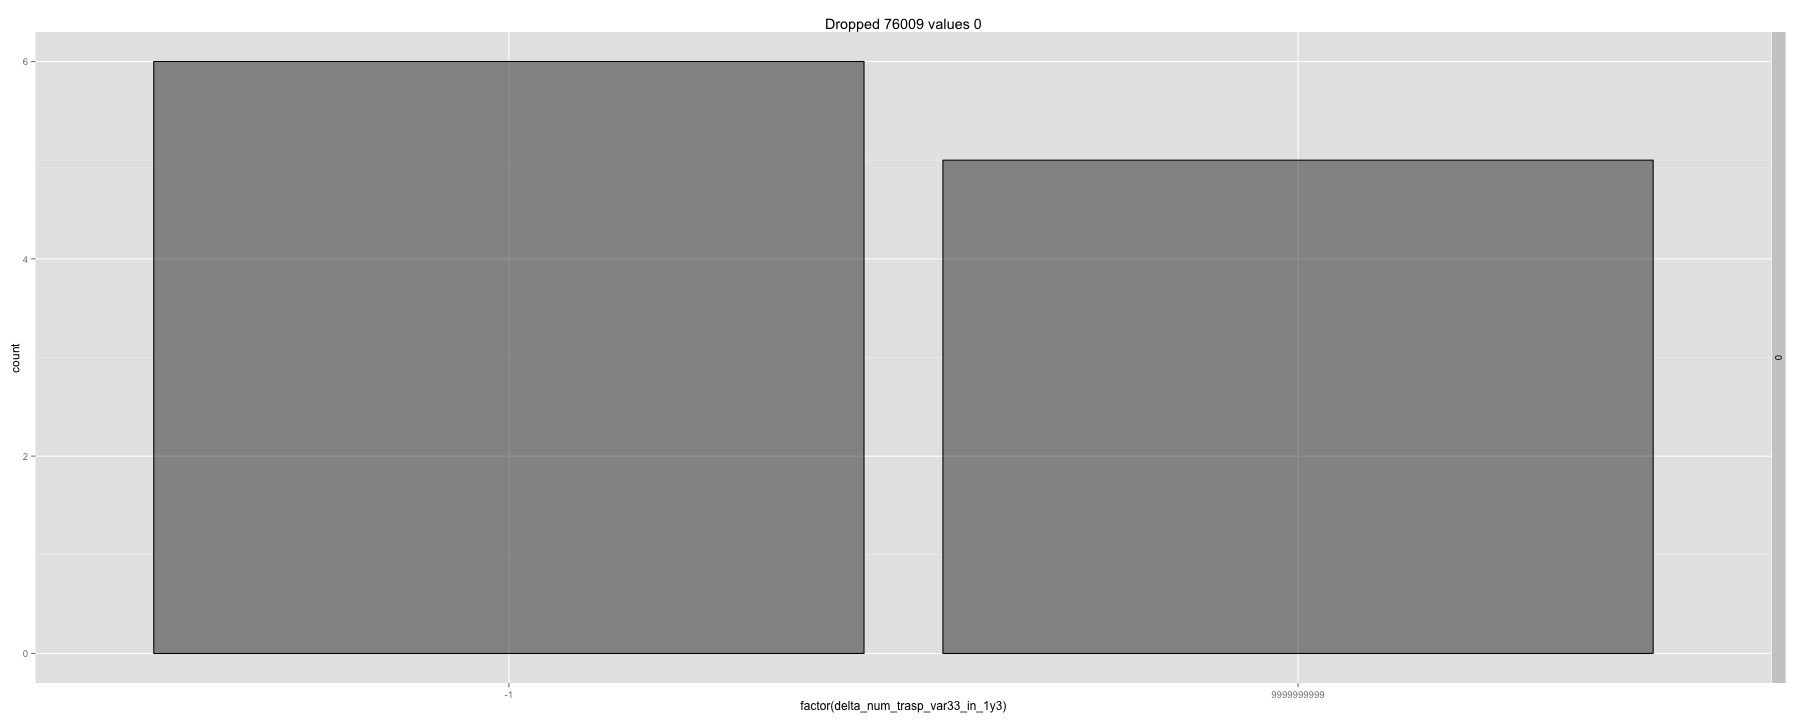 Dropped 76009 values 0
6
4
2
0
count
0
-1
9999999999
factor(delta_num_trasp_var33_in_1y3)